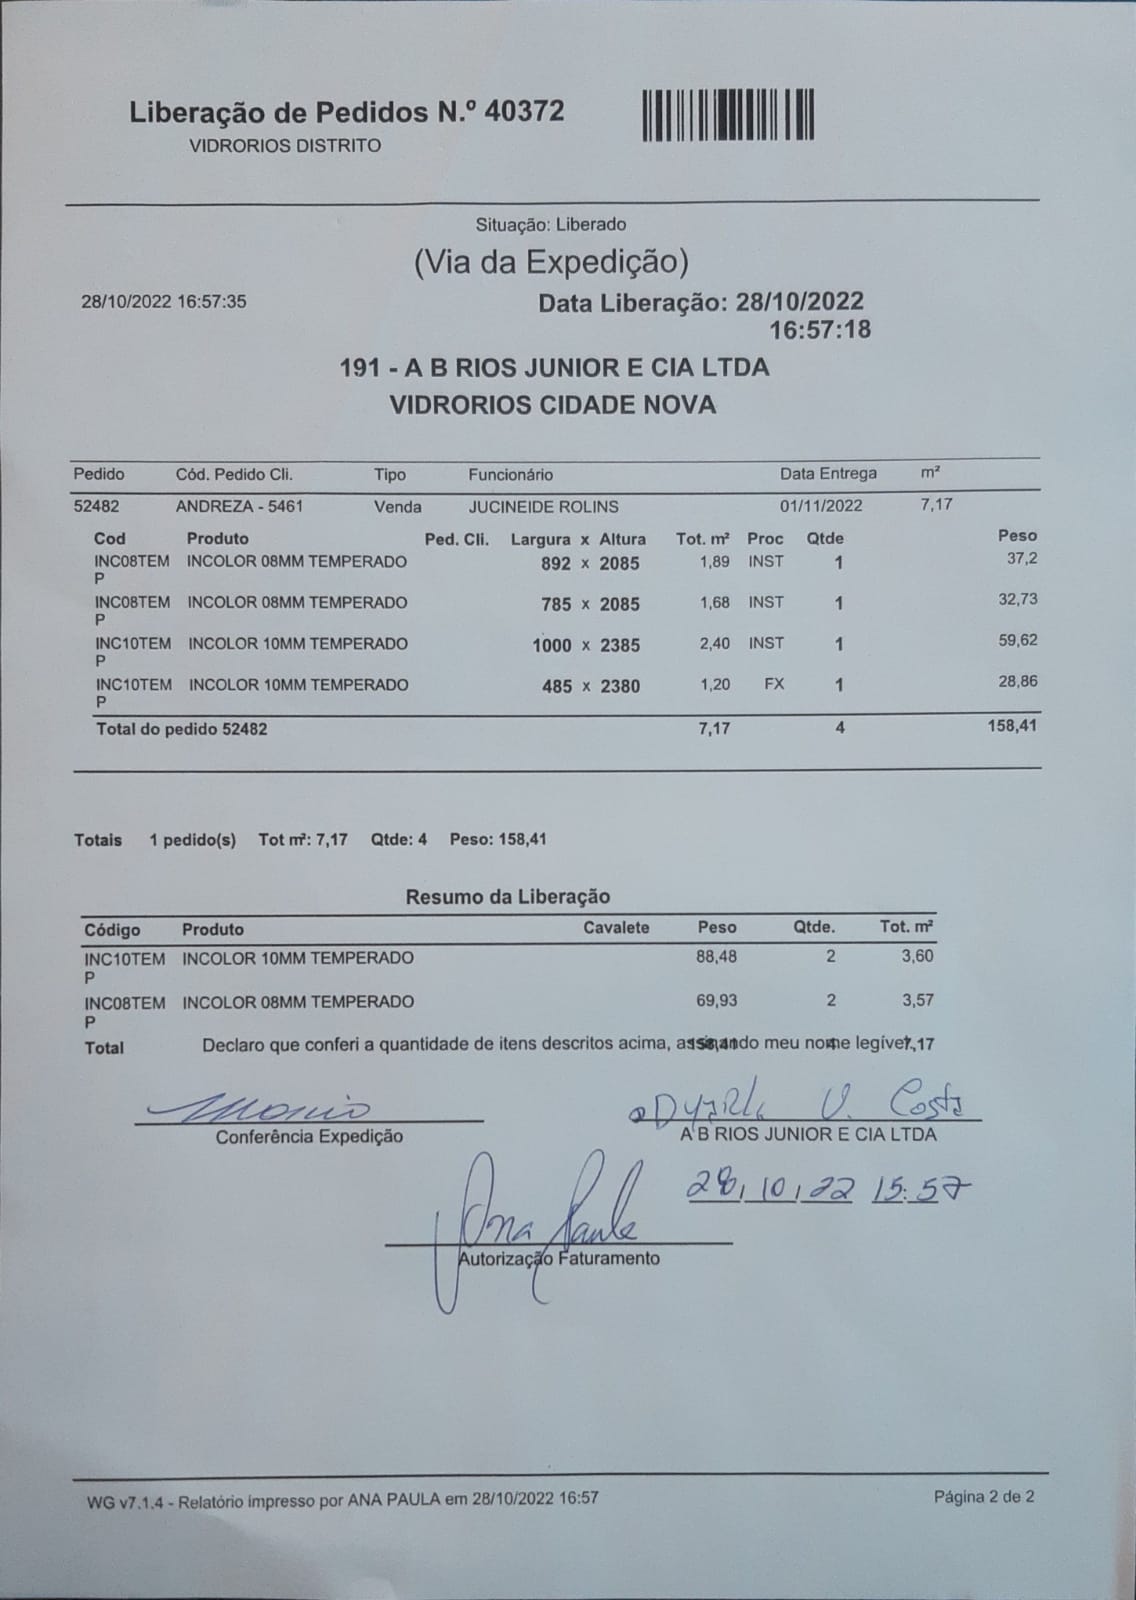 Liberação de Pedidos N.º 40372
VIDRORIOS DISTRITO
Situação: Liberado
(Via da Expedição)
28/10/2022 16:57:35 Data Liberação: 28/10/2022
16:57:18
191 - A B RIOS JUNIOR E CIA LTDA
VIDRORIOS CIDADE NOVA
Pedido Cód. Pedido Cli. Tipo Funcionário Data Entrega m²
52482 ANDREZA - 5461 Venda JUCINEIDE ROLINS 01/11/2022 7,17
Cod Produto Ped. Cli. Largura x Altura Tot. m² Proc Qtde Peso
INC08TEM INCOLOR 08MM TEMPERADO 892 x 2085 1,89 INST 1 37,2
P
INC08TEM INCOLOR 08MM TEMPERADO 785 x 2085 1,68 INST 1 32,73
P
INC10TEM INCOLOR 10MM TEMPERADO 1000 x 2385 2,40 INST 1 59,62
P
INC10TEM INCOLOR 10MM TEMPERADO 485 x 2380 1,20 FX 1 28,86
P
Total do pedido 52482 7,17 4 158,41
Totais 1 pedido(s) Tot m²: 7,17 Qtde: 4 Peso: 158,41
Resumo da Liberação
Código Produto Cavalete Peso Qtde. Tot. m²
INC10TEM INCOLOR 10MM TEMPERADO 88,48 2 3,60
P
INC08TEM INCOLOR 08MM TEMPERADO 69,93 2 3,57
P
Total Declaro que conferi a quantidade de itens descritos acima, assinando meu nome legível 7,17
V. Costa
Conferência Expedição A B RIOS JUNIOR E CIA LTDA
28, 10, 22 15:57
Ana Paula
Autorização Faturamento
WG v7.1.4 - Relatório impresso por ANA PAULA em 28/10/2022 16:57 Página 2 de 2